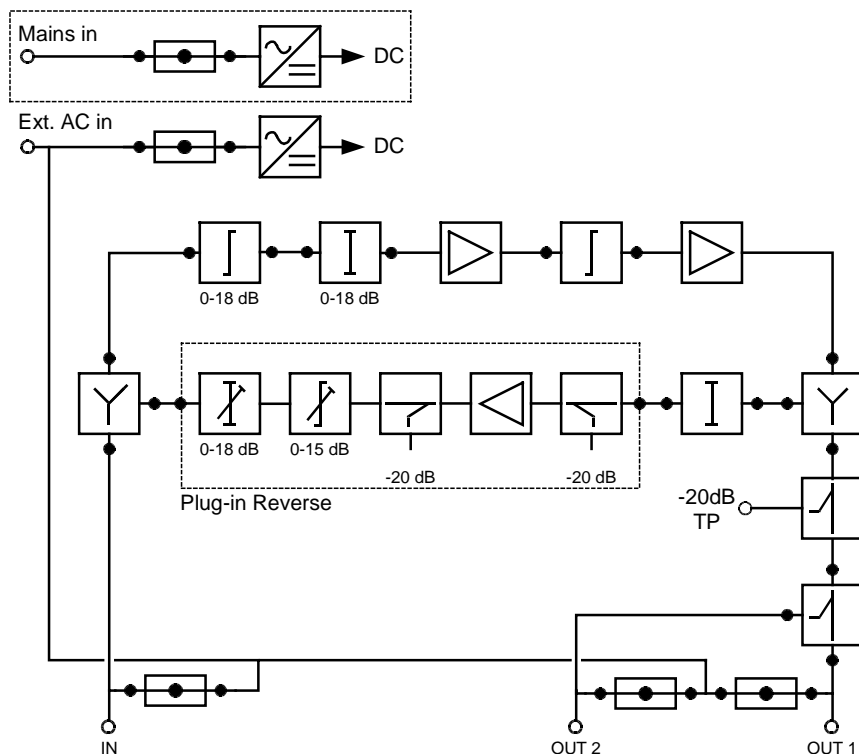 Mains in
DC
Ext. AC in
DC
0-18 dB
0-18 dB
0-18 dB
0-15 dB
-20 dB
-20 dB
Plug-in Reverse
-20dB
TP
IN
OUT 2
OUT 1